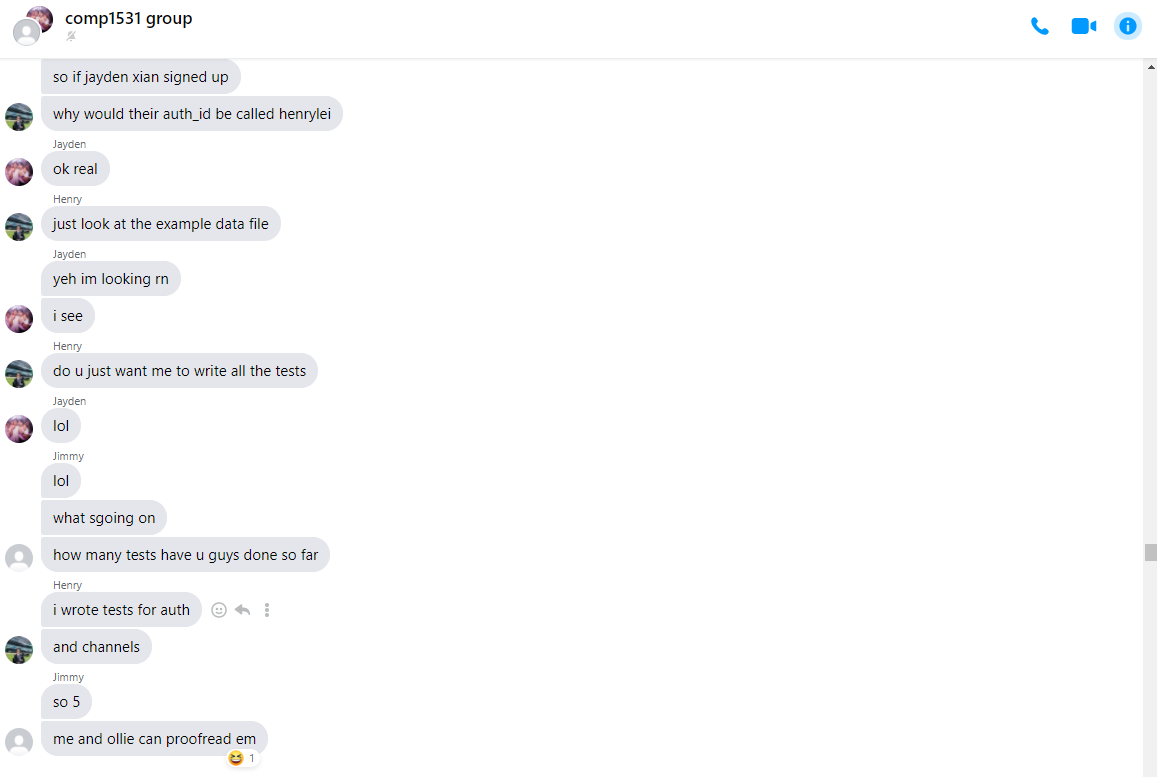 comp1531 group
so if jayden xian signed up
why would their auth_id be called henrylei
Jayden
ok real
Henry
just look at the example data file
Jayden
yeh im looking rn
i see
Henry
do u just want me to write all the tests
Jayden
lol
Jimmy
lol
what sgoing on
how many tests have u guys done so far
Henry
i wrote tests for auth
and channels
Jimmy
so 5
me and ollie can proofread em
1